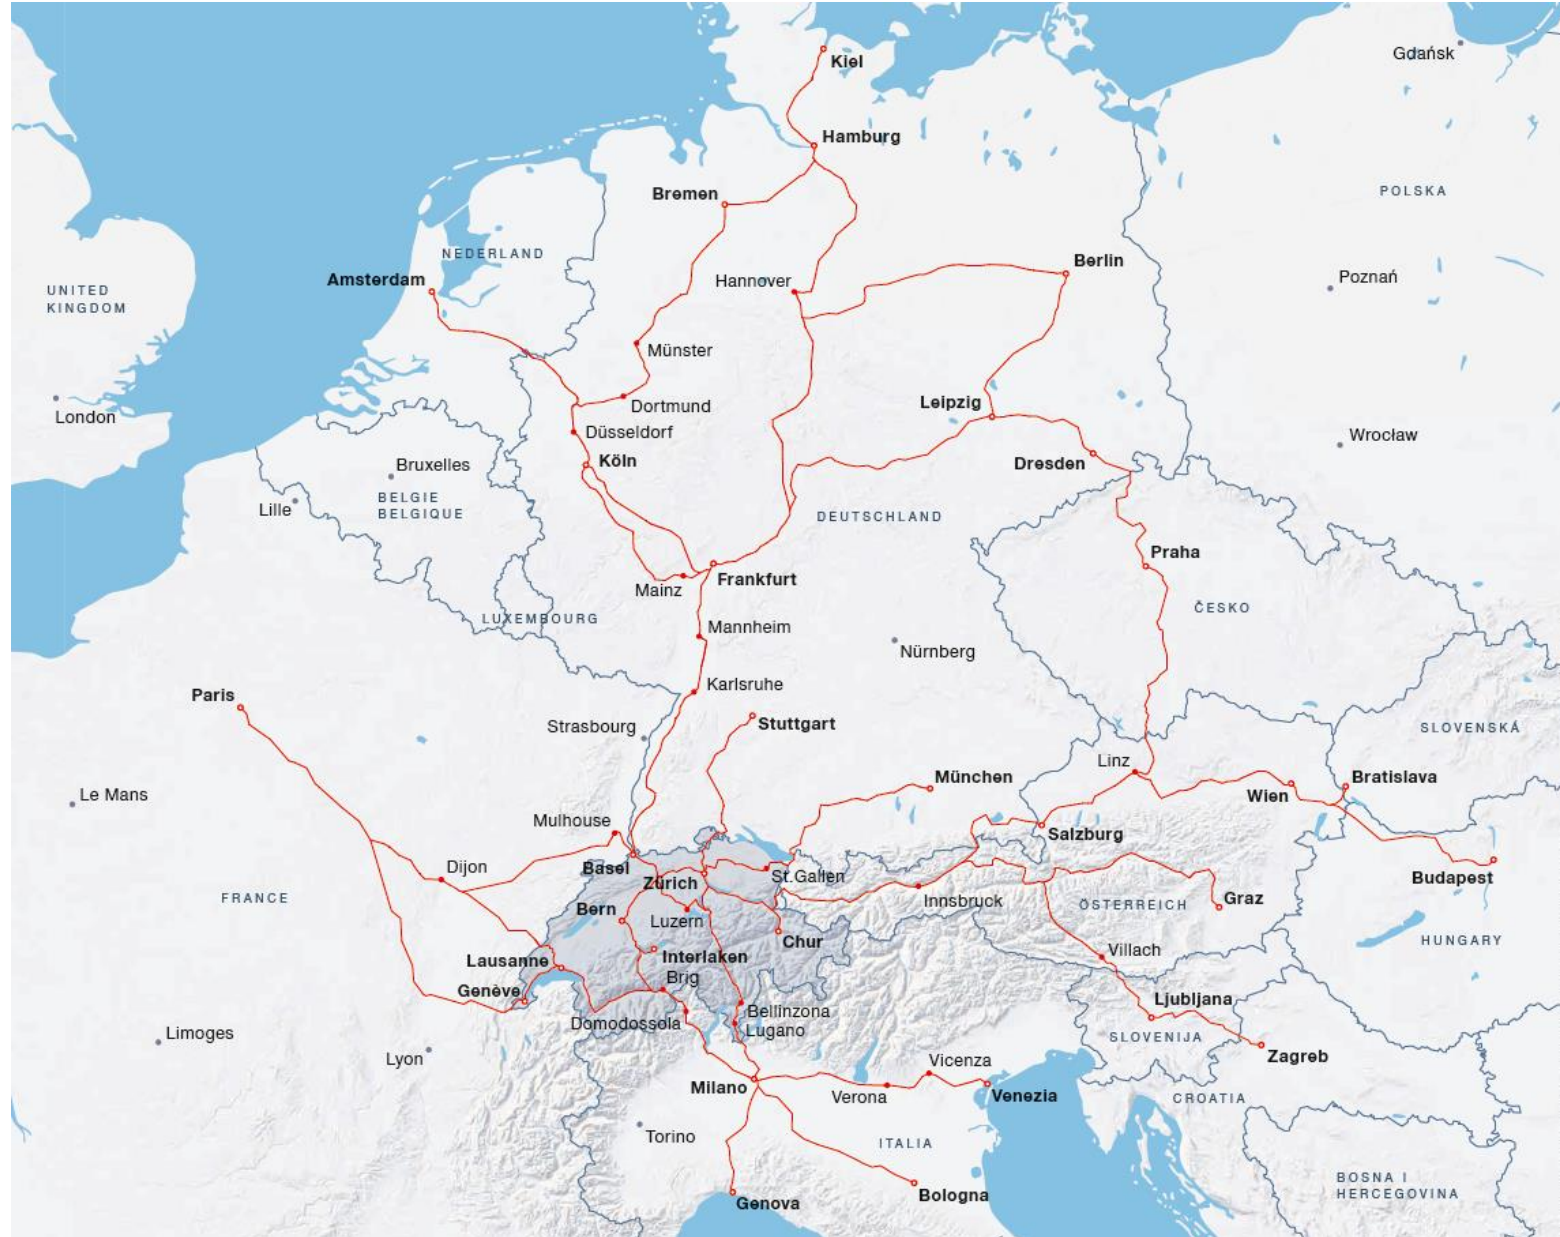 Gdańsk
Kiel
Hamburg
POLSKA
Bremen
NEDERLAND
Berlin
Amsterdam
Hannover
Poznań
UNITED
KINGDOM
Münster
Leipzig
Dortmund
London
Düsseldorf
Wrocław
Köln
Dresden
Bruxelles
BELGIE
BELGIQUE
Lille
DEUTSCHLAND
Praha
Frankfurt
Mainz
ČESKO
LUXEMBOURG
Mannheim
Nürnberg
Karlsruhe
Paris
Strasbourg
Stuttgart
SLOVENSKÁ
Linz
München
Bratislava
Le Mans
Wien
Mulhouse
Salzburg
Dijon
Basel
St.Gallen
Zürich
Budapest
FRANCE
Innsbruck
ÖSTERREICH
Graz
Bern
Luzern
Chur
HUNGARY
Villach
Lausanne
Interlaken
Brig
Genève
Ljubljana
Bellinzona
Domodossola
Lugano
Limoges
SLOVENIJA
Lyon
Vicenza
Zagreb
Milano
Verona
Venezia
CROATIA
Torino
ITALIA
BOSNA I
HERCEGOVINA
Bologna
Genova